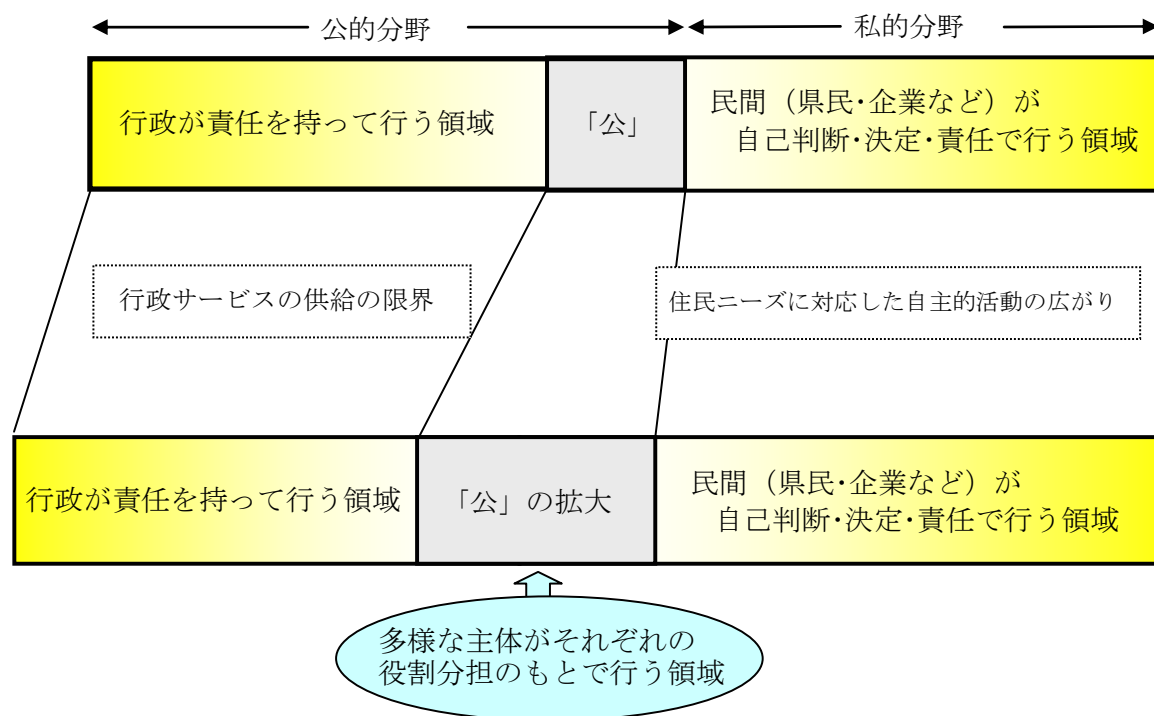 公的分野
私的分野
行政が責任を持って行う領域
「公」
民間（県民･企業など）が
自己判断･決定･責任で行う領域
行政サービスの供給の限界
住民ニーズに対応した自主的活動の広がり
行政が責任を持って行う領域
「公」の拡大
民間（県民･企業など）が
自己判断･決定･責任で行う領域
多様な主体がそれぞれの
役割分担のもとで行う領域